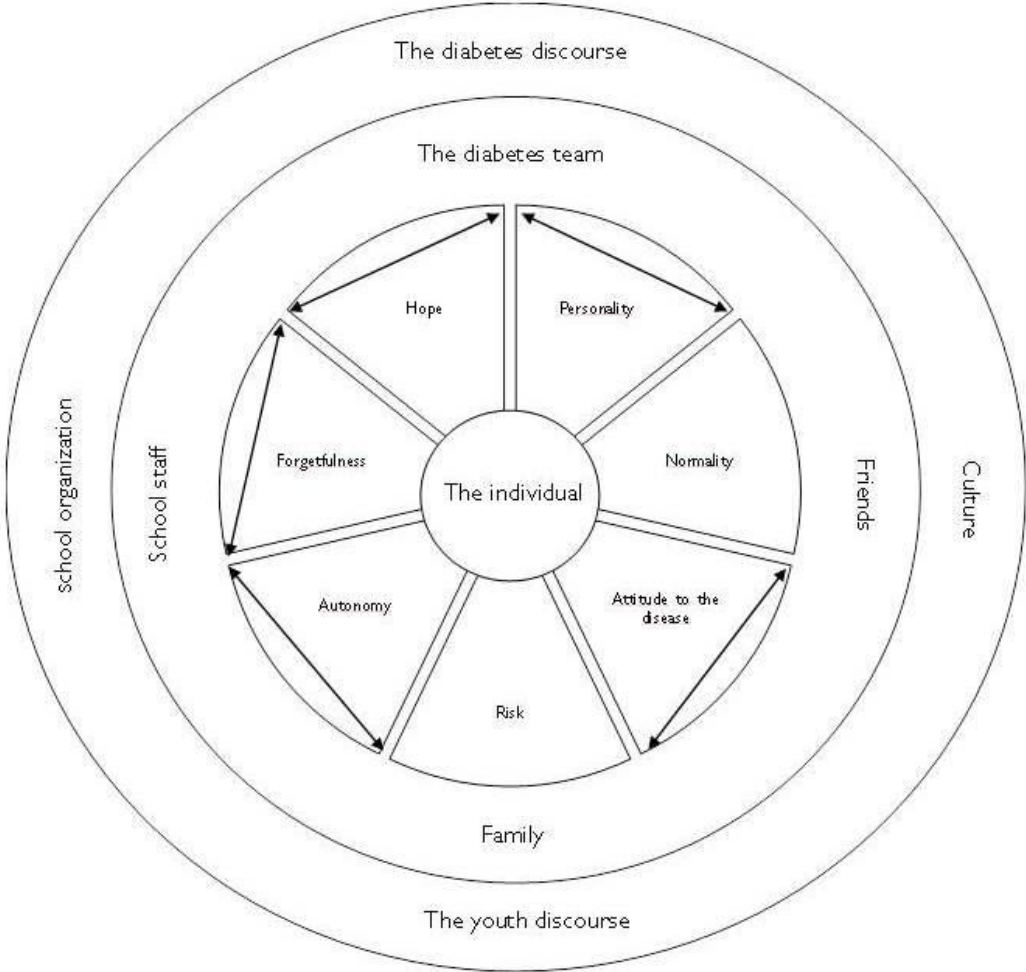 The diabetes discourse
The diabetes team
Hope
Personality
Forgetfulness
Normality
The individual
Autonomy
Attitude to the
disease
Risk
school organization
School staff
Friends
Culture
Family
The youth discourse